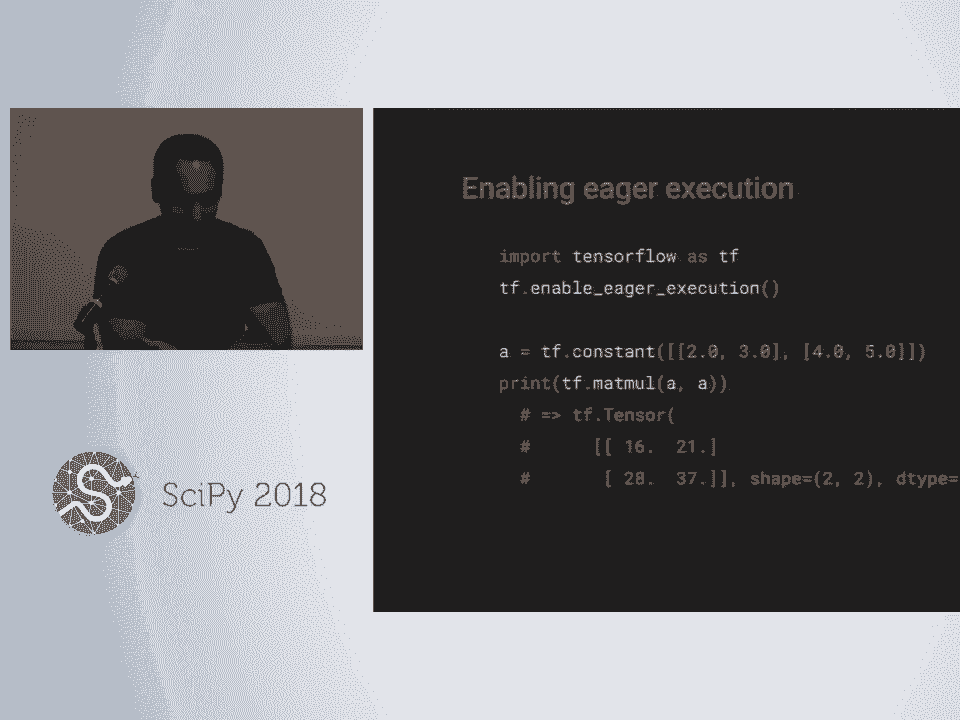 Enabling eager execution
import tensorflow as tf
tf.enable_eager_execution()
a = tf.constant([[2.0, 3.0], [4.0, 5.0]])
print(tf.matmul(a, a))
# => tf.Tensor(
# [[ 16. 21.]
# [ 28. 37.]], shape=(2, 2), dtype=
SciPy 2018